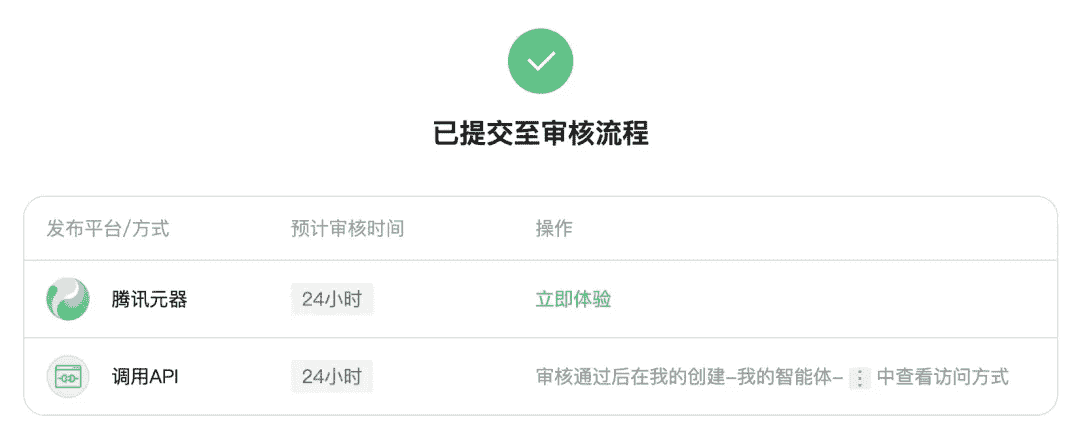 已提交至审核流程
发布平台/方式 预计审核时间 操作
腾讯元器 24小时 立即体验
调用API 24小时 审核通过后在我的创建-我的智能体- ⋮ 中查看访问方式